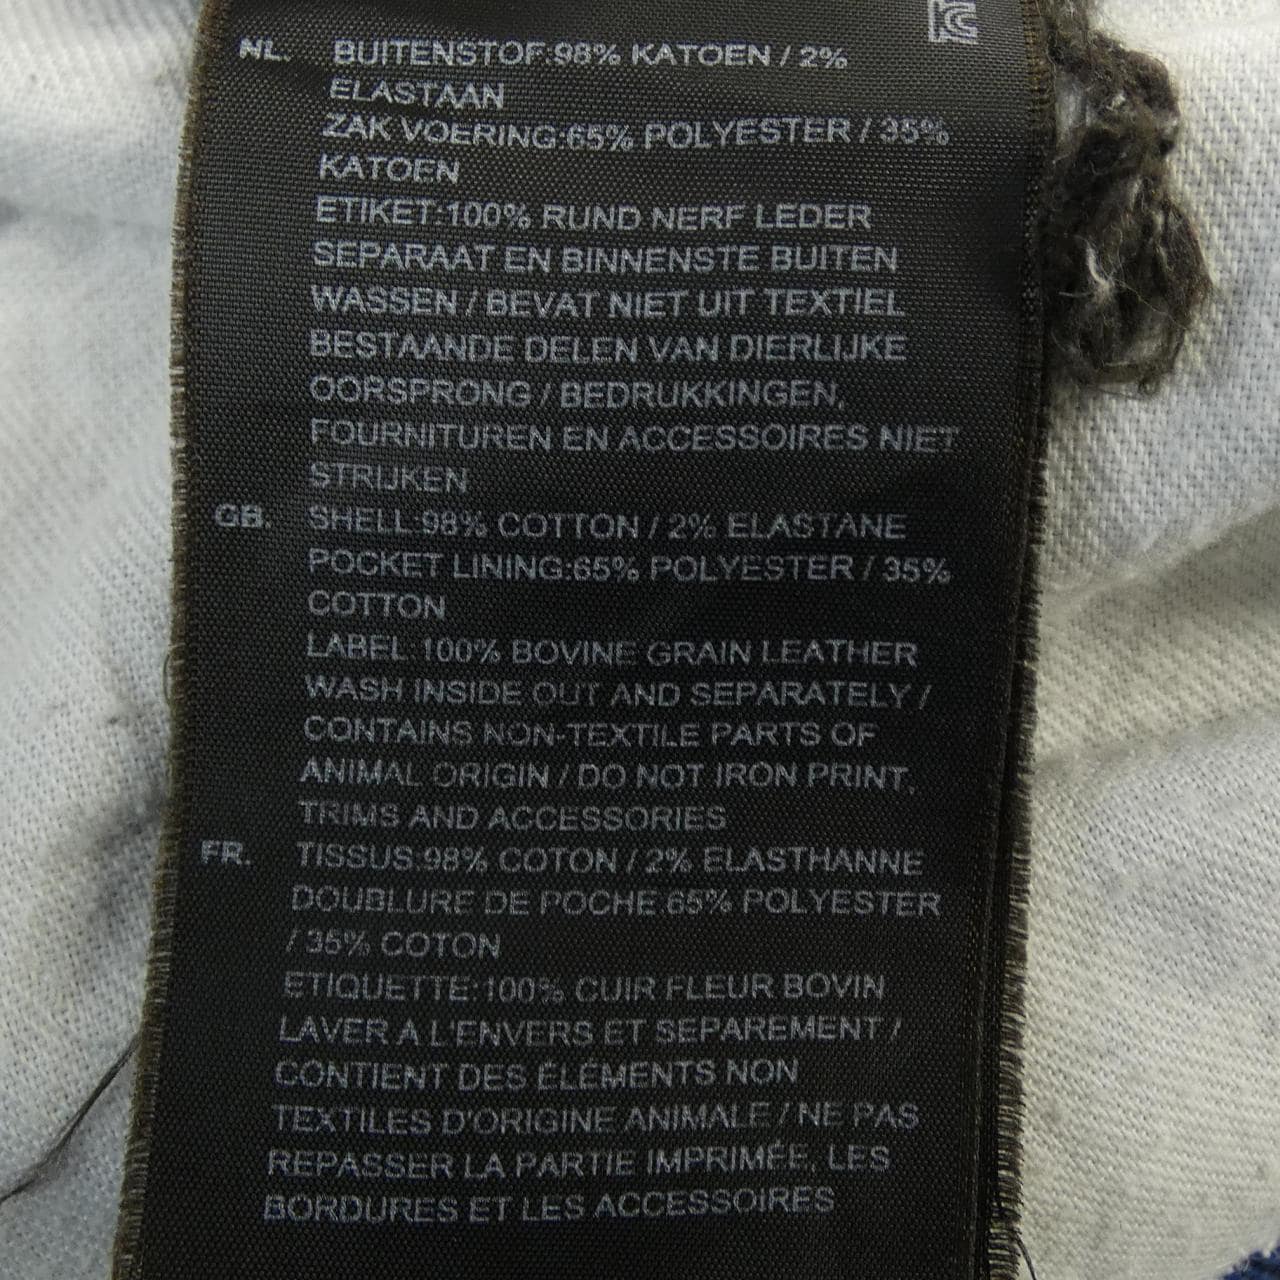 NL. BUITENSTOF:98% KATOEN / 2%
ELASTAAN
ZAK VOERING:65% POLYESTER / 35%
KATOEN
ETIKET:100% RUND NERF LEDER
SEPARAAT EN BINNENSTE BUITEN
WASSEN / BEVAT NIET UIT TEXTIEL
BESTAANDE DELEN VAN DIERLIJKE
OORSPRONG / BEDRUKKINGEN,
FOURNITUREN EN ACCESSOIRES NIET
STRIJKEN
GB. SHELL:98% COTTON / 2% ELASTANE
POCKET LINING:65% POLYESTER / 35%
COTTON
LABEL:100% BOVINE GRAIN LEATHER
WASH INSIDE OUT AND SEPARATELY /
CONTAINS NON-TEXTILE PARTS OF
ANIMAL ORIGIN / DO NOT IRON PRINT,
TRIMS AND ACCESSORIES
FR. TISSUS:98% COTON / 2% ELASTHANNE
DOUBLURE DE POCHE:65% POLYESTER
/ 35% COTON
ETIQUETTE:100% CUIR FLEUR BOVIN
LAVER A L'ENVERS ET SEPAREMENT /
CONTIENT DES ÉLÉMENTS NON
TEXTILES D'ORIGINE ANIMALE / NE PAS
REPASSER LA PARTIE IMPRIMÉE, LES
BORDURES ET LES ACCESSOIRES